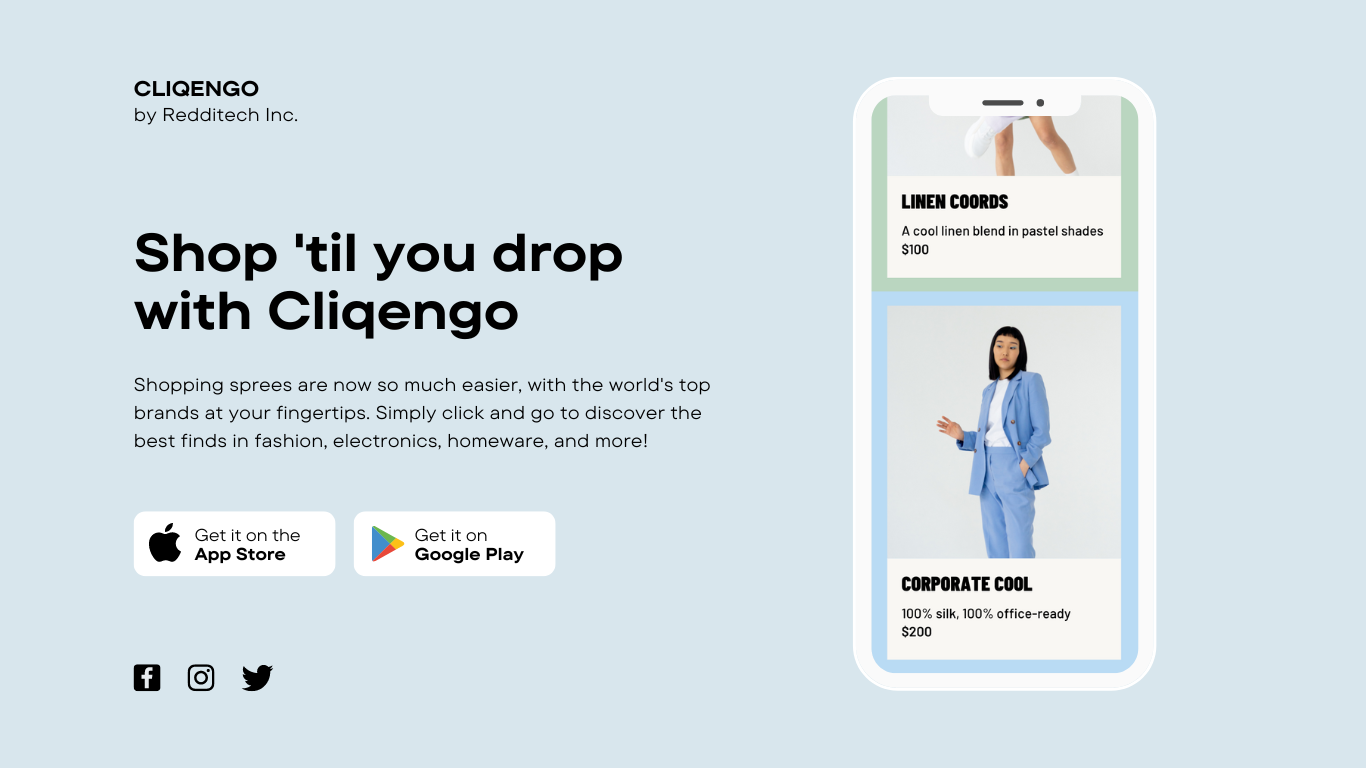 CLIQENGO
by Redditech Inc.
Shop 'til you drop
with Cliqengo
Shopping sprees are now so much easier, with the world's top
brands at your fingertips. Simply click and go to discover the
best finds in fashion, electronics, homeware, and more!
Get it on the
App Store
Get it on
Google Play
LINEN COORDS
A cool linen blend in pastel shades
$100
CORPORATE COOL
100% silk, 100% office-ready
$200